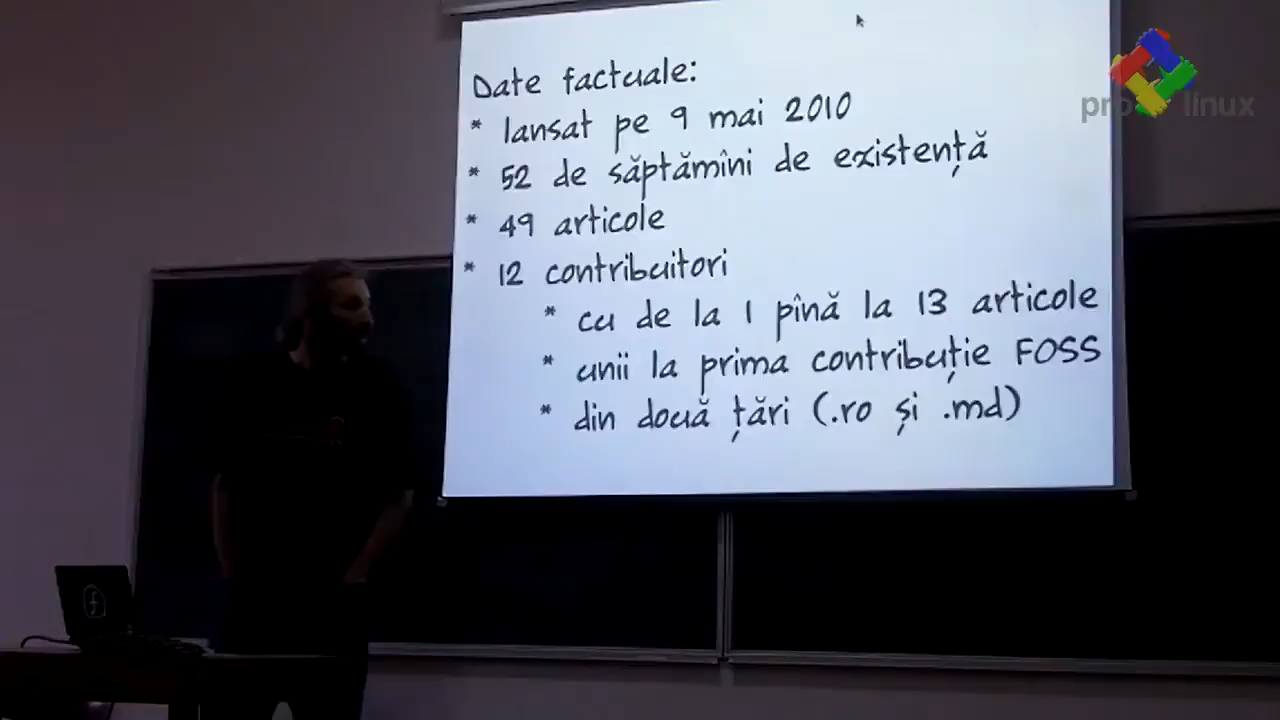 Date factuale:
* lansat pe 9 mai 2010
* 52 de săptămîni de existență
* 49 articole
* 12 contribuitori
* cu de la 1 pînă la 13 articole
* unii la prima contribuție FOSS
* din două țări (.ro și .md)
pro linux